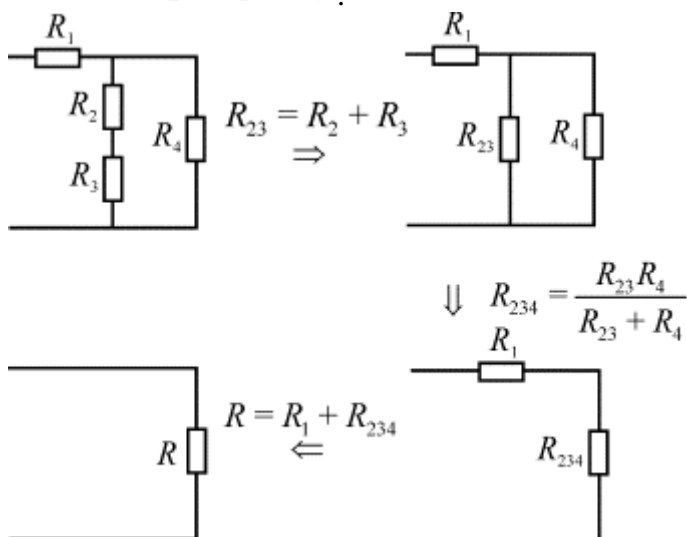 R₁
R₂
R₃
R₄
R₂₃ = R₂ + R₃
⇒
R₁
R₂₃
R₄
⇓ R₂₃₄ = R₂₃R₄ / (R₂₃ + R₄)
R₁
R₂₃₄
R = R₁ + R₂₃₄
⇐
R